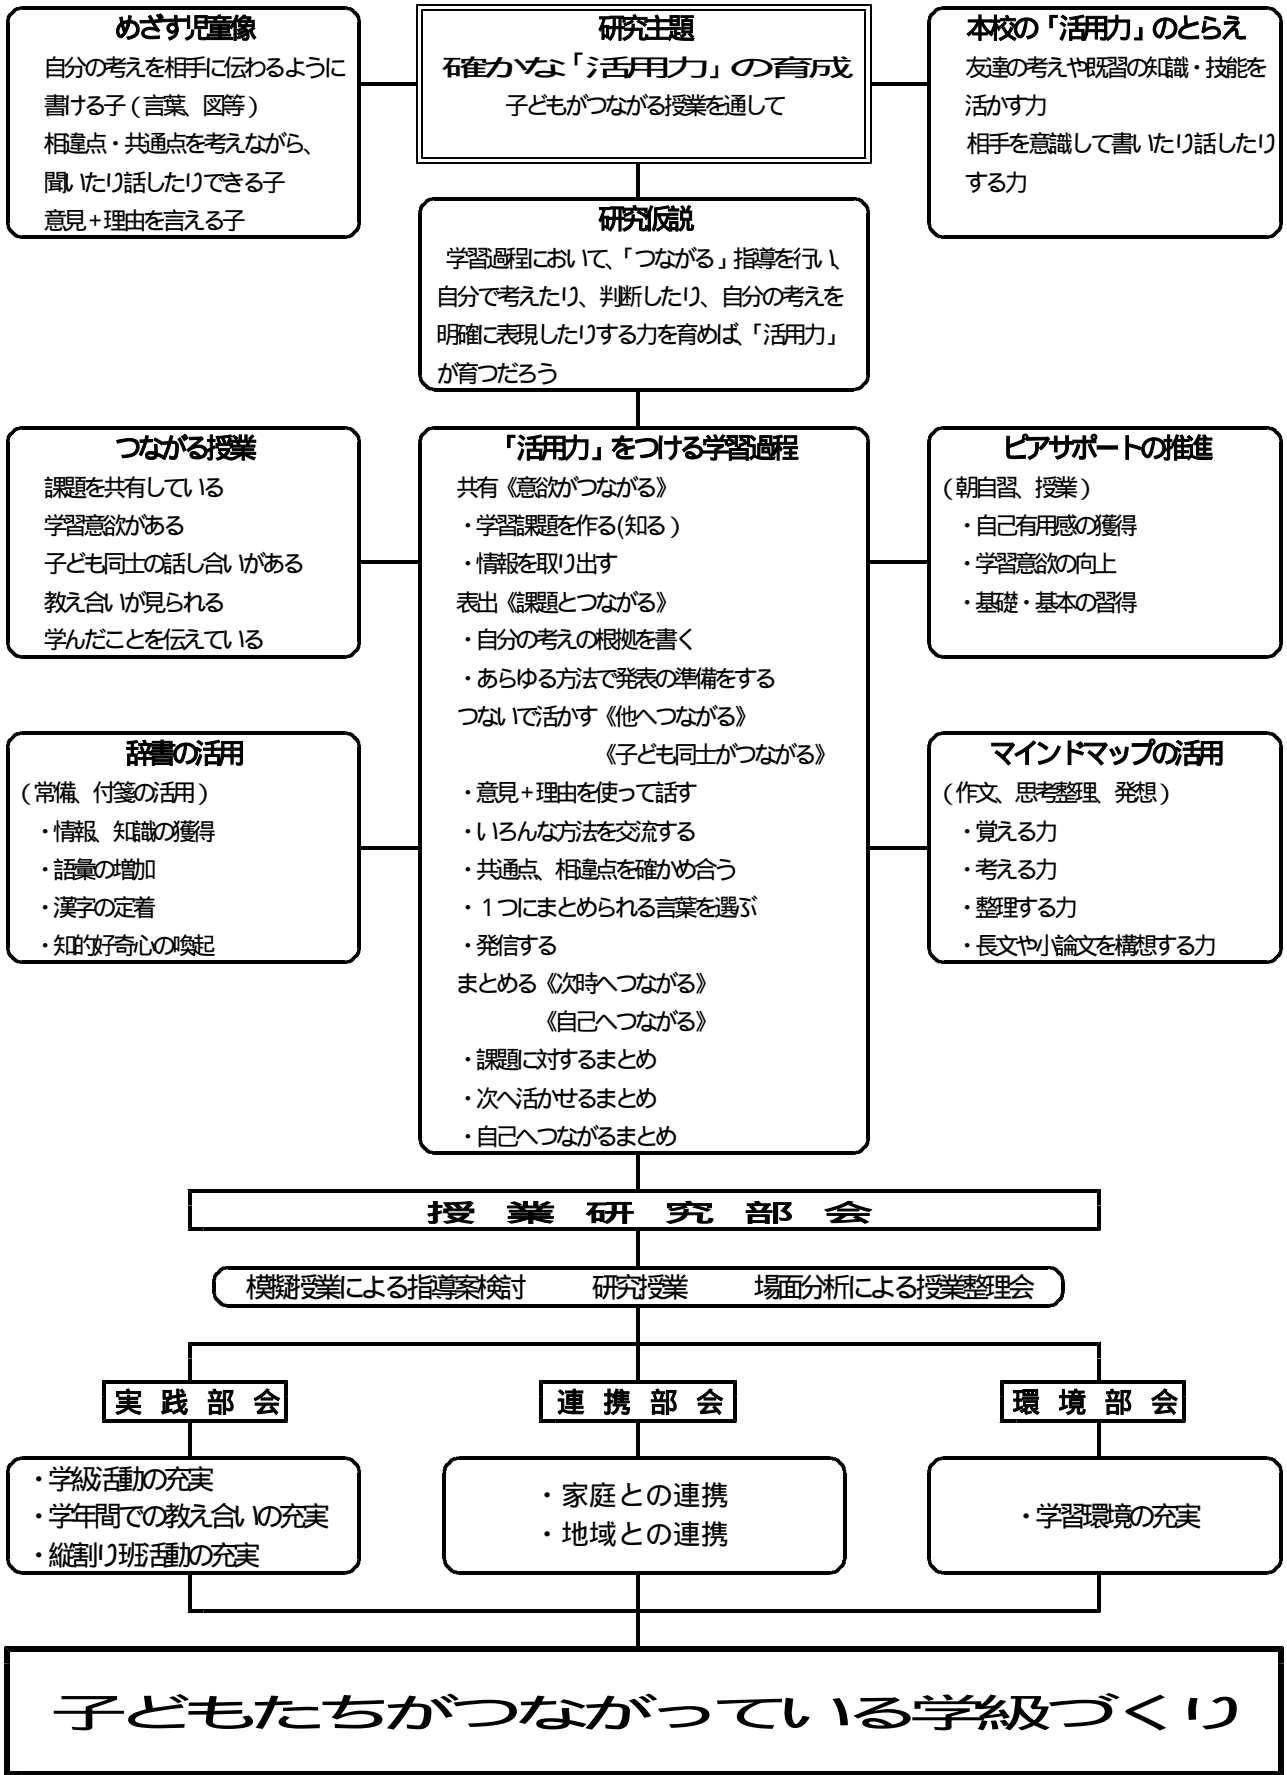 めざす児童像
自分の考えを相手に伝わるように
書ける子（言葉、図等）
相違点・共通点を考えながら、
聞いたり話したりできる子
意見+理由を言える子
研究主題
確かな「活用力」の育成
子どもがつながる授業を通して
本校の「活用力」のとらえ
友達の考えや既習の知識・技能を
活かす力
相手を意識して書いたり話したり
する力
研究仮説
学習過程において、「つながる」指導を行い、
自分で考えたり、判断したり、自分の考えを
明確に表現したりする力を育めば、「活用力」
が育つだろう
つながる授業
課題を共有している
学習意欲がある
子ども同士の話し合いがある
教え合いが見られる
学んだことを伝えている
「活用力」をつける学習過程
共有《意欲がつながる》
・学習課題を作る(知る）
・情報を取り出す
表出《課題とつながる》
・自分の考えの根拠を書く
・あらゆる方法で発表の準備をする
つないで活かす《他へつながる》
《子ども同士がつながる》
・意見+理由を使って話す
・いろんな方法を交流する
・共通点、相違点を確かめ合う
・１つにまとめられる言葉を選ぶ
・発信する
まとめる《次時へつながる》
《自己へつながる》
・課題に対するまとめ
・次へ活かせるまとめ
・自己へつながるまとめ
ピアサポートの推進
（朝自習、授業）
・自己有用感の獲得
・学習意欲の向上
・基礎・基本の習得
辞書の活用
（常備、付箋の活用）
・情報、知識の獲得
・語彙の増加
・漢字の定着
・知的好奇心の喚起
マインドマップの活用
（作文、思考整理、発想）
・覚える力
・考える力
・整理する力
・長文や小論文を構想する力
授業研究部会
模擬授業による指導案検討　研究授業　場面分析による授業整理会
実践部会
連携部会
環境部会
・学級活動の充実
・学年間での教え合いの充実
・縦割り班活動の充実
・家庭との連携
・地域との連携
・学習環境の充実
子どもたちがつながっている学級づくり